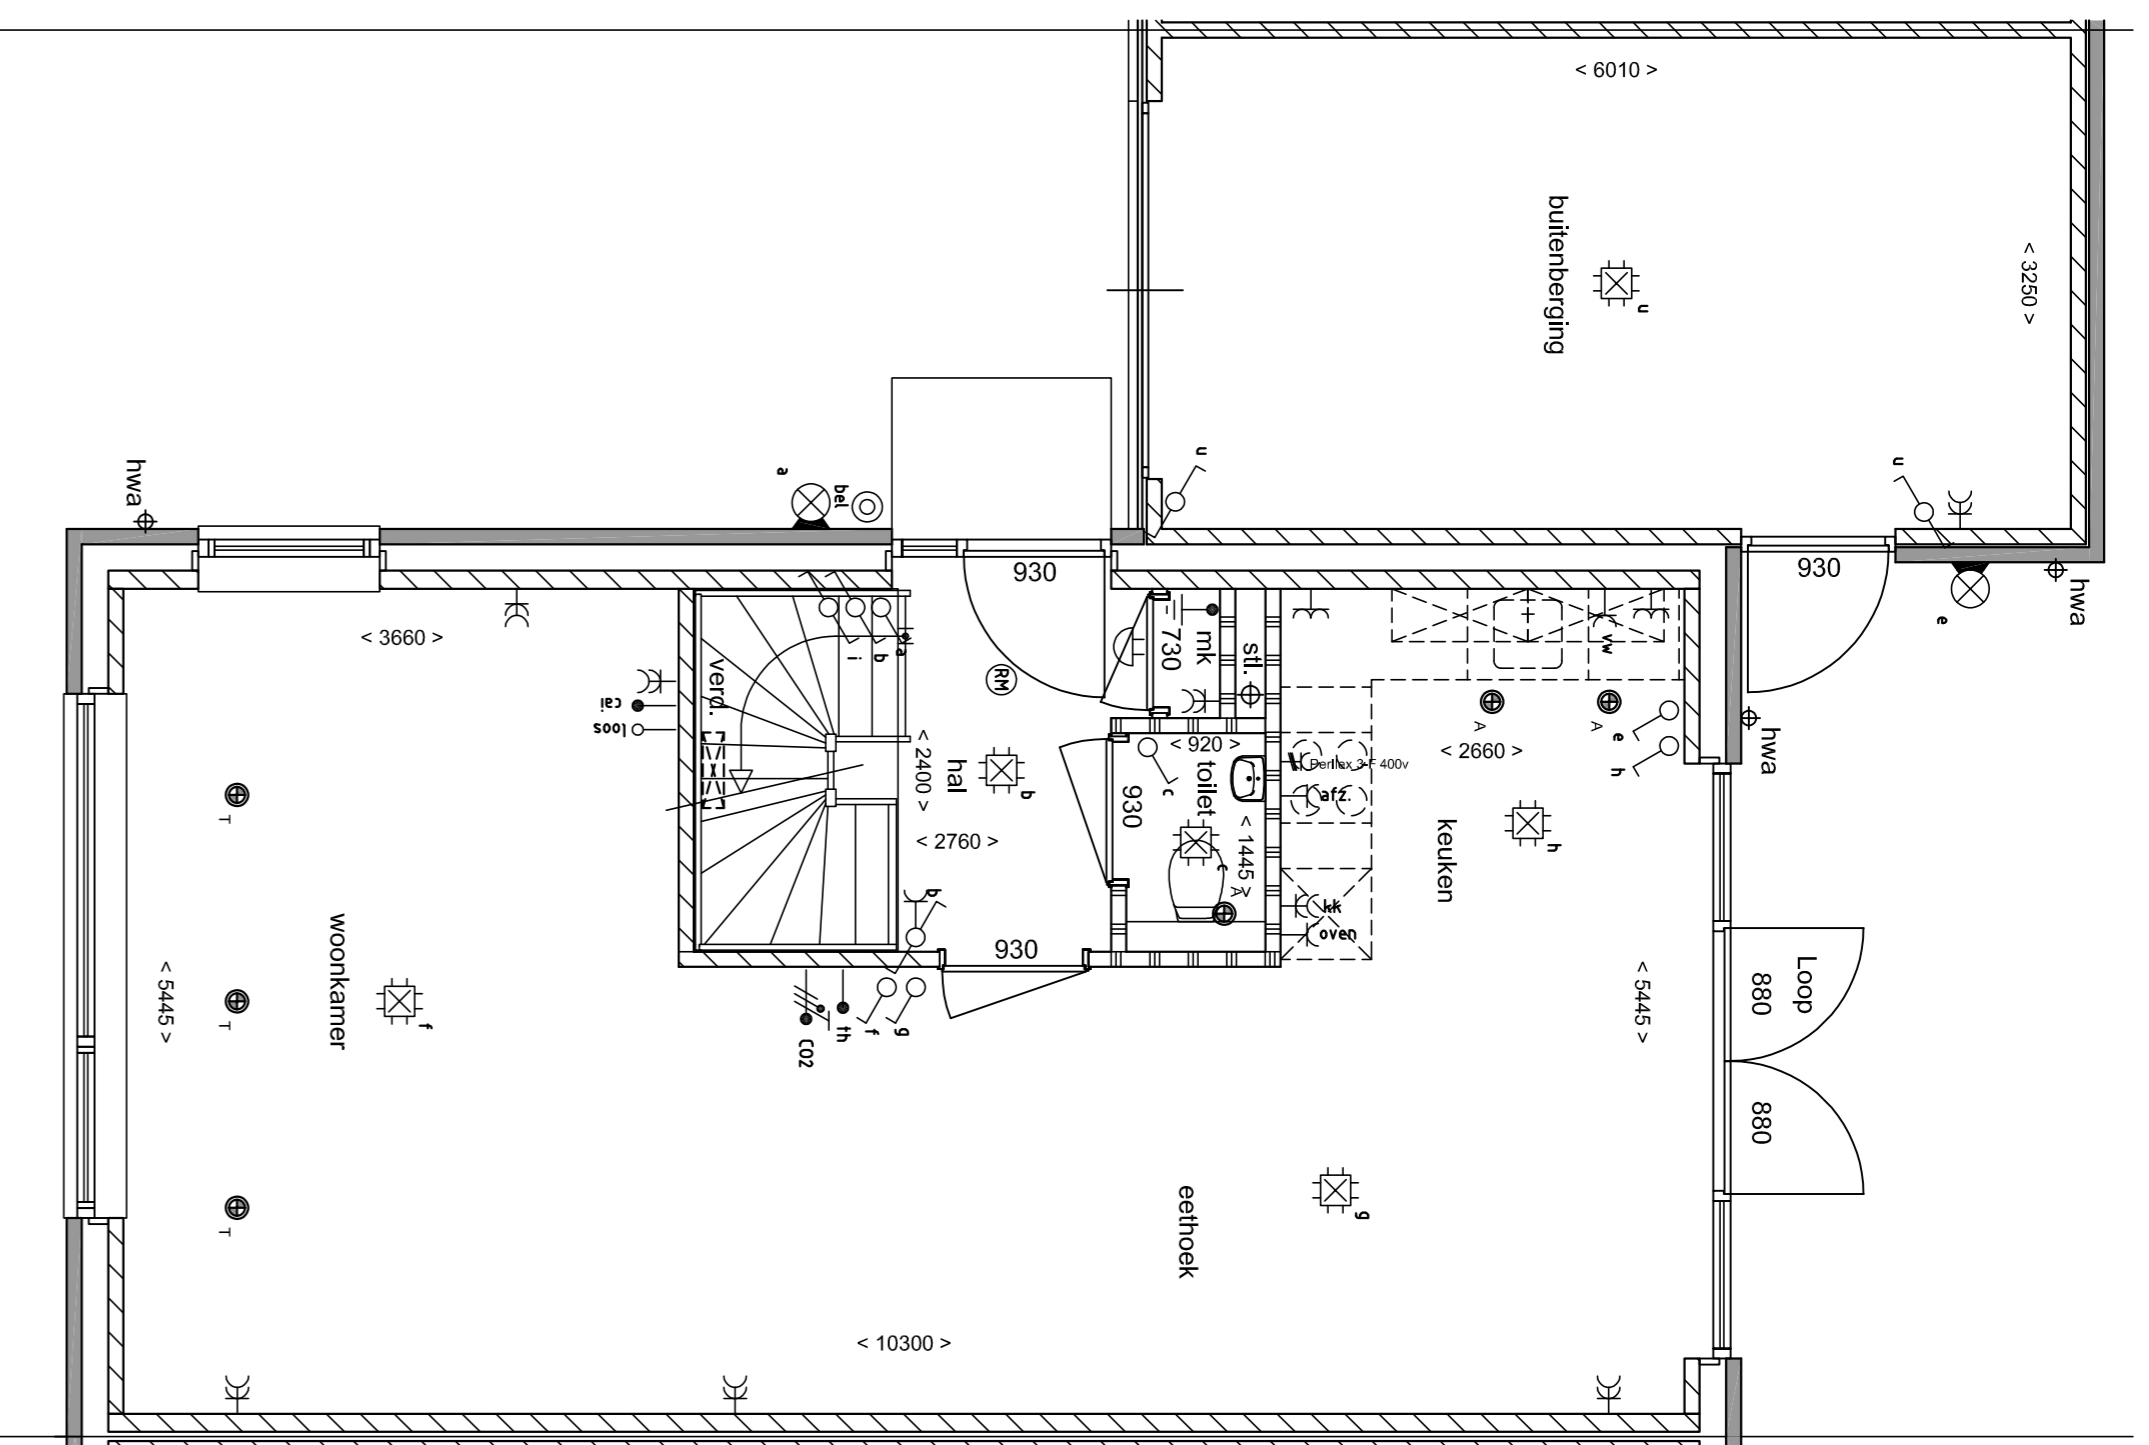 < 6010 >
buitenberging
u
< 3250 >
u
u
hwa
a
bel
930
930
e
hwa
hwa
< 3660 >
cai
loos
verd.
i
b
a
RM
730
mk
stl.
vw
A
A
e
h
< 2660 >
< 920 >
Perilex 3-F 400v
afz.
kk
oven
toilet
c
c
A
< 1445 >
930
hal
b
< 2400 >
< 2760 >
b
930
keuken
h
T
T
T
woonkamer
f
< 5445 >
CO2
th
f
g
< 5445 >
Loop
880
880
eethoek
g
< 10300 >